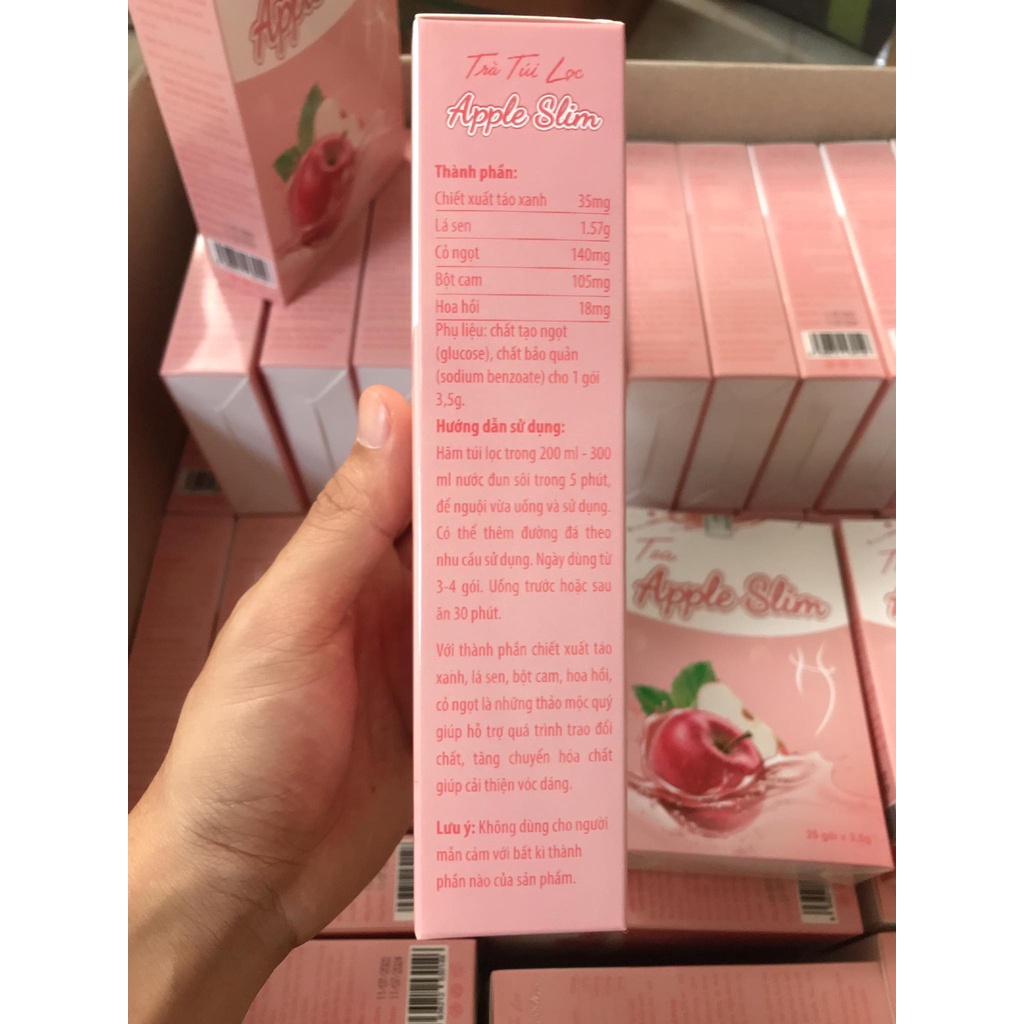 Apple
Trà Túi Lọc
Apple Slim
Thành phần:
Chiết xuất táo xanh 35mg
Lá sen 1.57g
Cỏ ngọt 140mg
Bột cam 105mg
Hoa hồi 18mg
Phụ liệu: chất tạo ngọt
(glucose), chất bảo quản
(sodium benzoate) cho 1 gói
3,5g.
Hướng dẫn sử dụng:
Hãm túi lọc trong 200 ml - 300
ml nước đun sôi trong 5 phút,
để nguội vừa uống và sử dụng.
Có thể thêm đường đá theo
nhu cầu sử dụng. Ngày dùng từ
3-4 gói. Uống trước hoặc sau
ăn 30 phút.
Với thành phần chiết xuất táo
xanh, lá sen, bột cam, hoa hồi,
cỏ ngọt là những thảo mộc quý
giúp hỗ trợ quá trình trao đổi
chất, tăng chuyển hóa chất
giúp cải thiện vóc dáng.
Lưu ý: Không dùng cho người
mẫn cảm với bất kì thành
phần nào của sản phẩm.
Trà
Apple Slim
25 gói x 3,5g